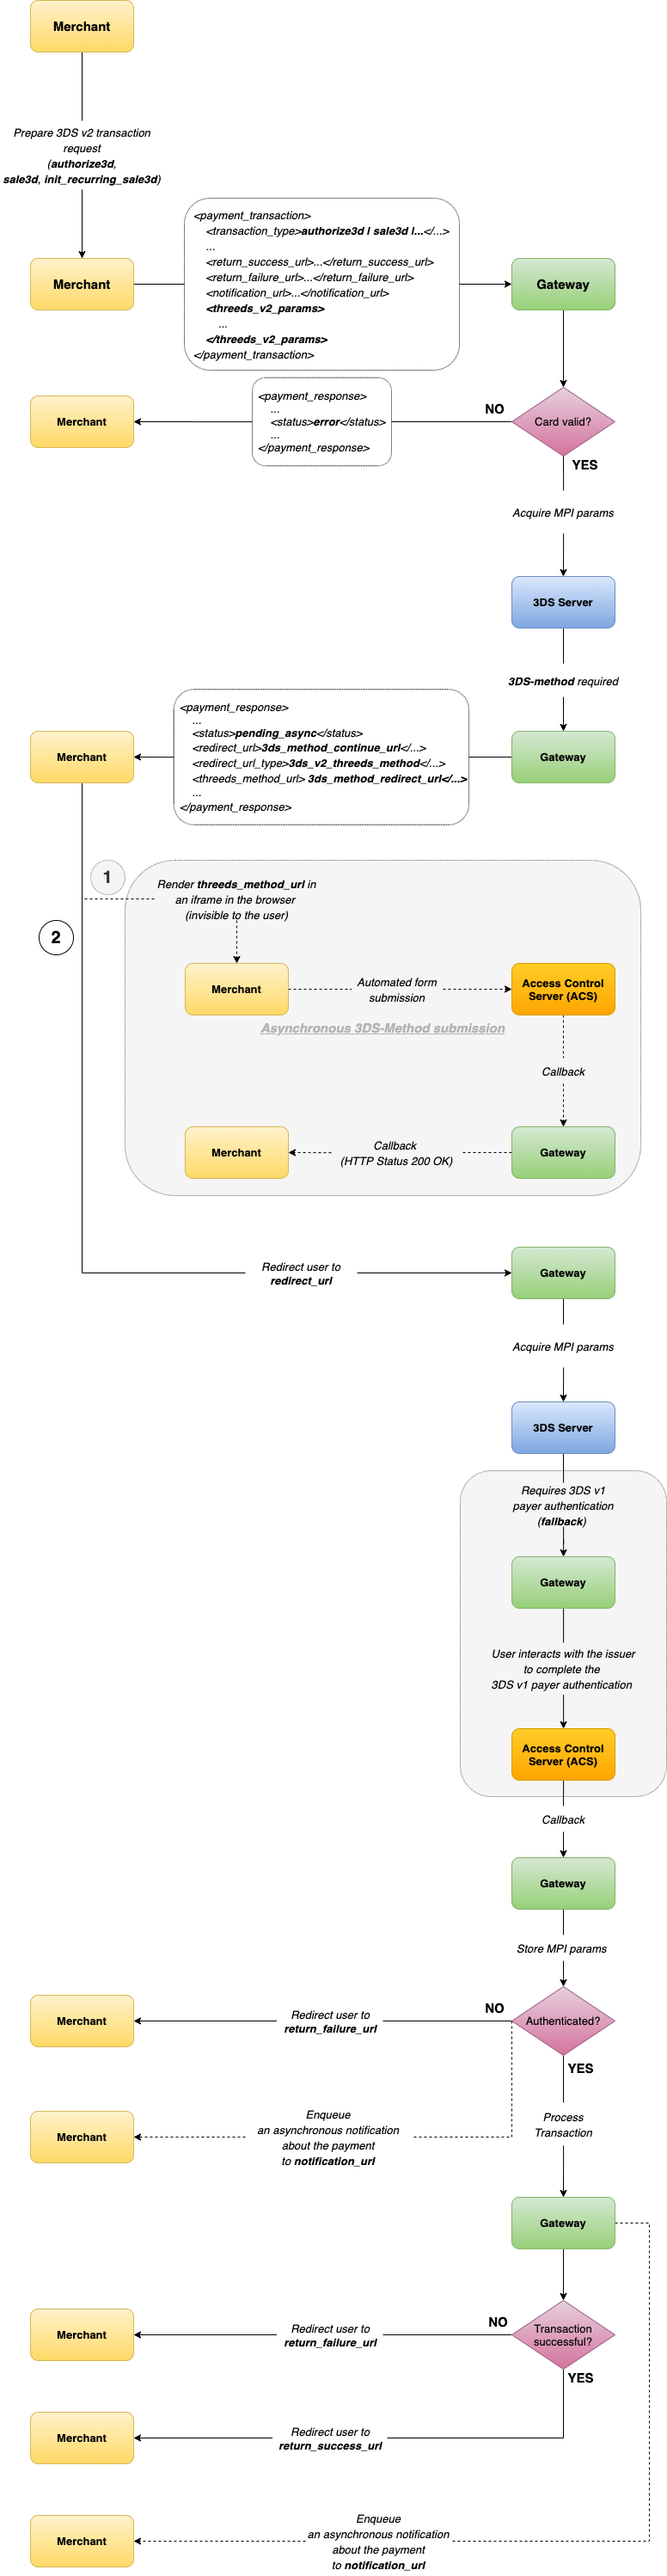 Merchant
Prepare 3DS v2 transaction
request
(authorize3d,
sale3d, init_recurring_sale3d)
Merchant
<payment_transaction>
<transaction_type>authorize3d | sale3d |...</...>
...
<return_success_url>...</return_success_url>
<return_failure_url>...</return_failure_url>
<notification_url>...</notification_url>
<threeds_v2_params>
...
</threeds_v2_params>
</payment_transaction>
Gateway
Merchant
<payment_response>
...
<status>error</status>
...
</payment_response>
NO
Card valid?
YES
Acquire MPI params
3DS Server
3DS-method required
Merchant
<payment_response>
...
<status>pending_async</status>
<redirect_url>3ds_method_continue_url</...>
<redirect_url_type>3ds_v2_threeds_method</...>
<threeds_method_url> 3ds_method_redirect_url</...>
...
</payment_response>
Gateway
1
Render threeds_method_url in
an iframe in the browser
(invisible to the user)
2
Merchant
Automated form
submission
Access Control
Server (ACS)
Asynchronous 3DS-Method submission
Callback
Merchant
Callback
(HTTP Status 200 OK)
Gateway
Redirect user to
redirect_url
Gateway
Acquire MPI params
3DS Server
Requires 3DS v1
payer authentication
(fallback)
Gateway
User interacts with the issuer
to complete the
3DS v1 payer authentication
Access Control
Server (ACS)
Callback
Gateway
Store MPI params
Merchant
Redirect user to
return_failure_url
NO
Authenticated?
YES
Merchant
Enqueue
an asynchronous notification
about the payment
to notification_url
Process
Transaction
Gateway
Merchant
Redirect user to
return_failure_url
NO
Transaction
successful?
YES
Merchant
Redirect user to
return_success_url
Merchant
Enqueue
an asynchronous notification
about the payment
to notification_url